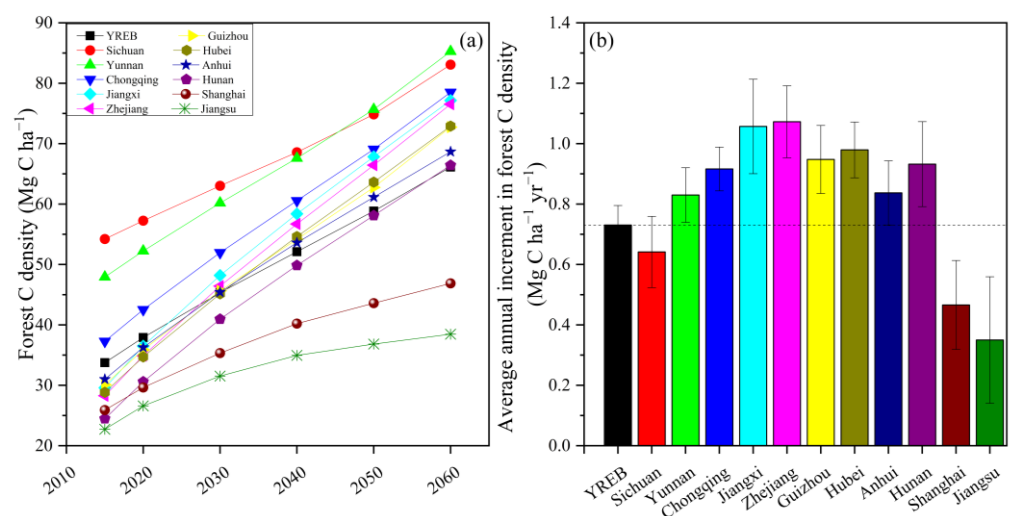 (a)
YREB
Sichuan
Yunnan
Chongqing
Jiangxi
Zhejiang
Guizhou
Hubei
Anhui
Hunan
Shanghai
Jiangsu
Forest C density (Mg C ha⁻¹)
90
80
70
60
50
40
30
20
2010
2020
2030
2040
2050
2060
(b)
Average annual increment in forest C density
(Mg C ha⁻¹ yr⁻¹)
1.4
1.2
1.0
0.8
0.6
0.4
0.2
0.0
YREB
Sichuan
Yunnan
Chongqing
Jiangxi
Zhejiang
Guizhou
Hubei
Anhui
Hunan
Shanghai
Jiangsu